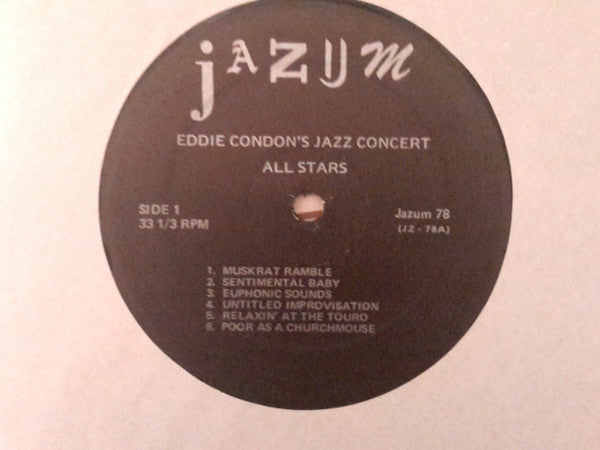 jAZUM
EDDIE CONDON'S JAZZ CONCERT
ALL STARS
SIDE 1
33 1/3 RPM
Jazum 78
(JZ - 78A)
1. MUSKRAT RAMBLE
2. SENTIMENTAL BABY
3. EUPHONIC SOUNDS
4. UNTITLED IMPROVISATION
5. RELAXIN' AT THE TOURO
6. POOR AS A CHURCHMOUSE